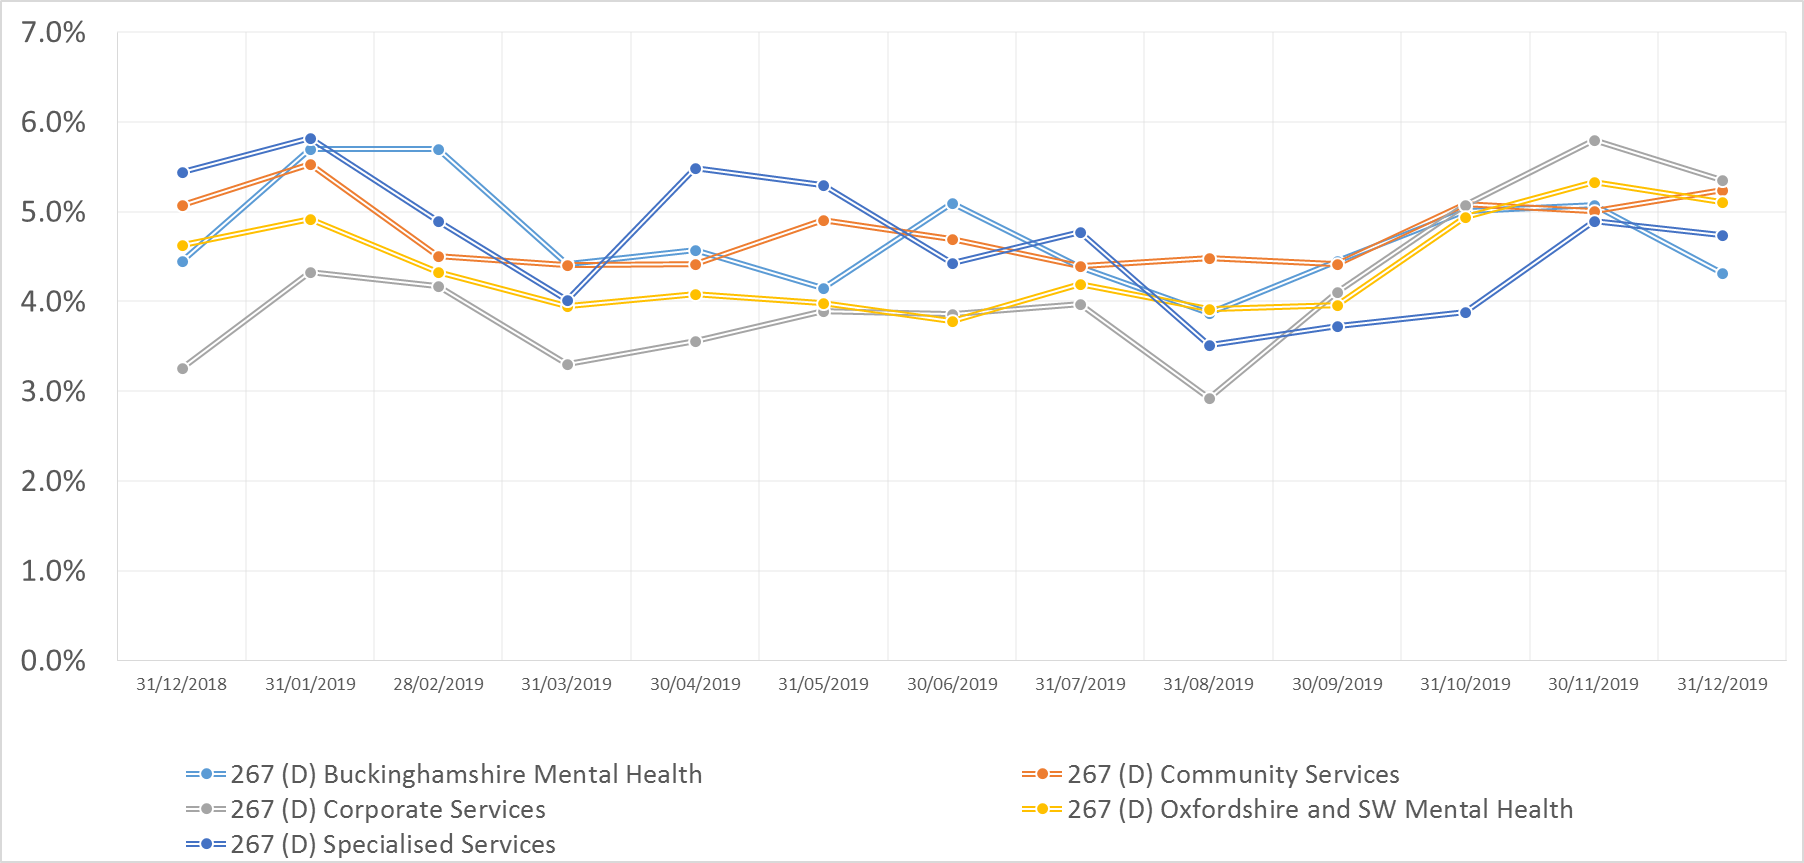 7.0%
6.0%
5.0%
4.0%
3.0%
2.0%
1.0%
0.0%
31/12/2018 31/01/2019 28/02/2019 31/03/2019 30/04/2019 31/05/2019 30/06/2019 31/07/2019 31/08/2019 30/09/2019 31/10/2019 30/11/2019 31/12/2019
267 (D) Buckinghamshire Mental Health 267 (D) Community Services
267 (D) Corporate Services 267 (D) Oxfordshire and SW Mental Health
267 (D) Specialised Services